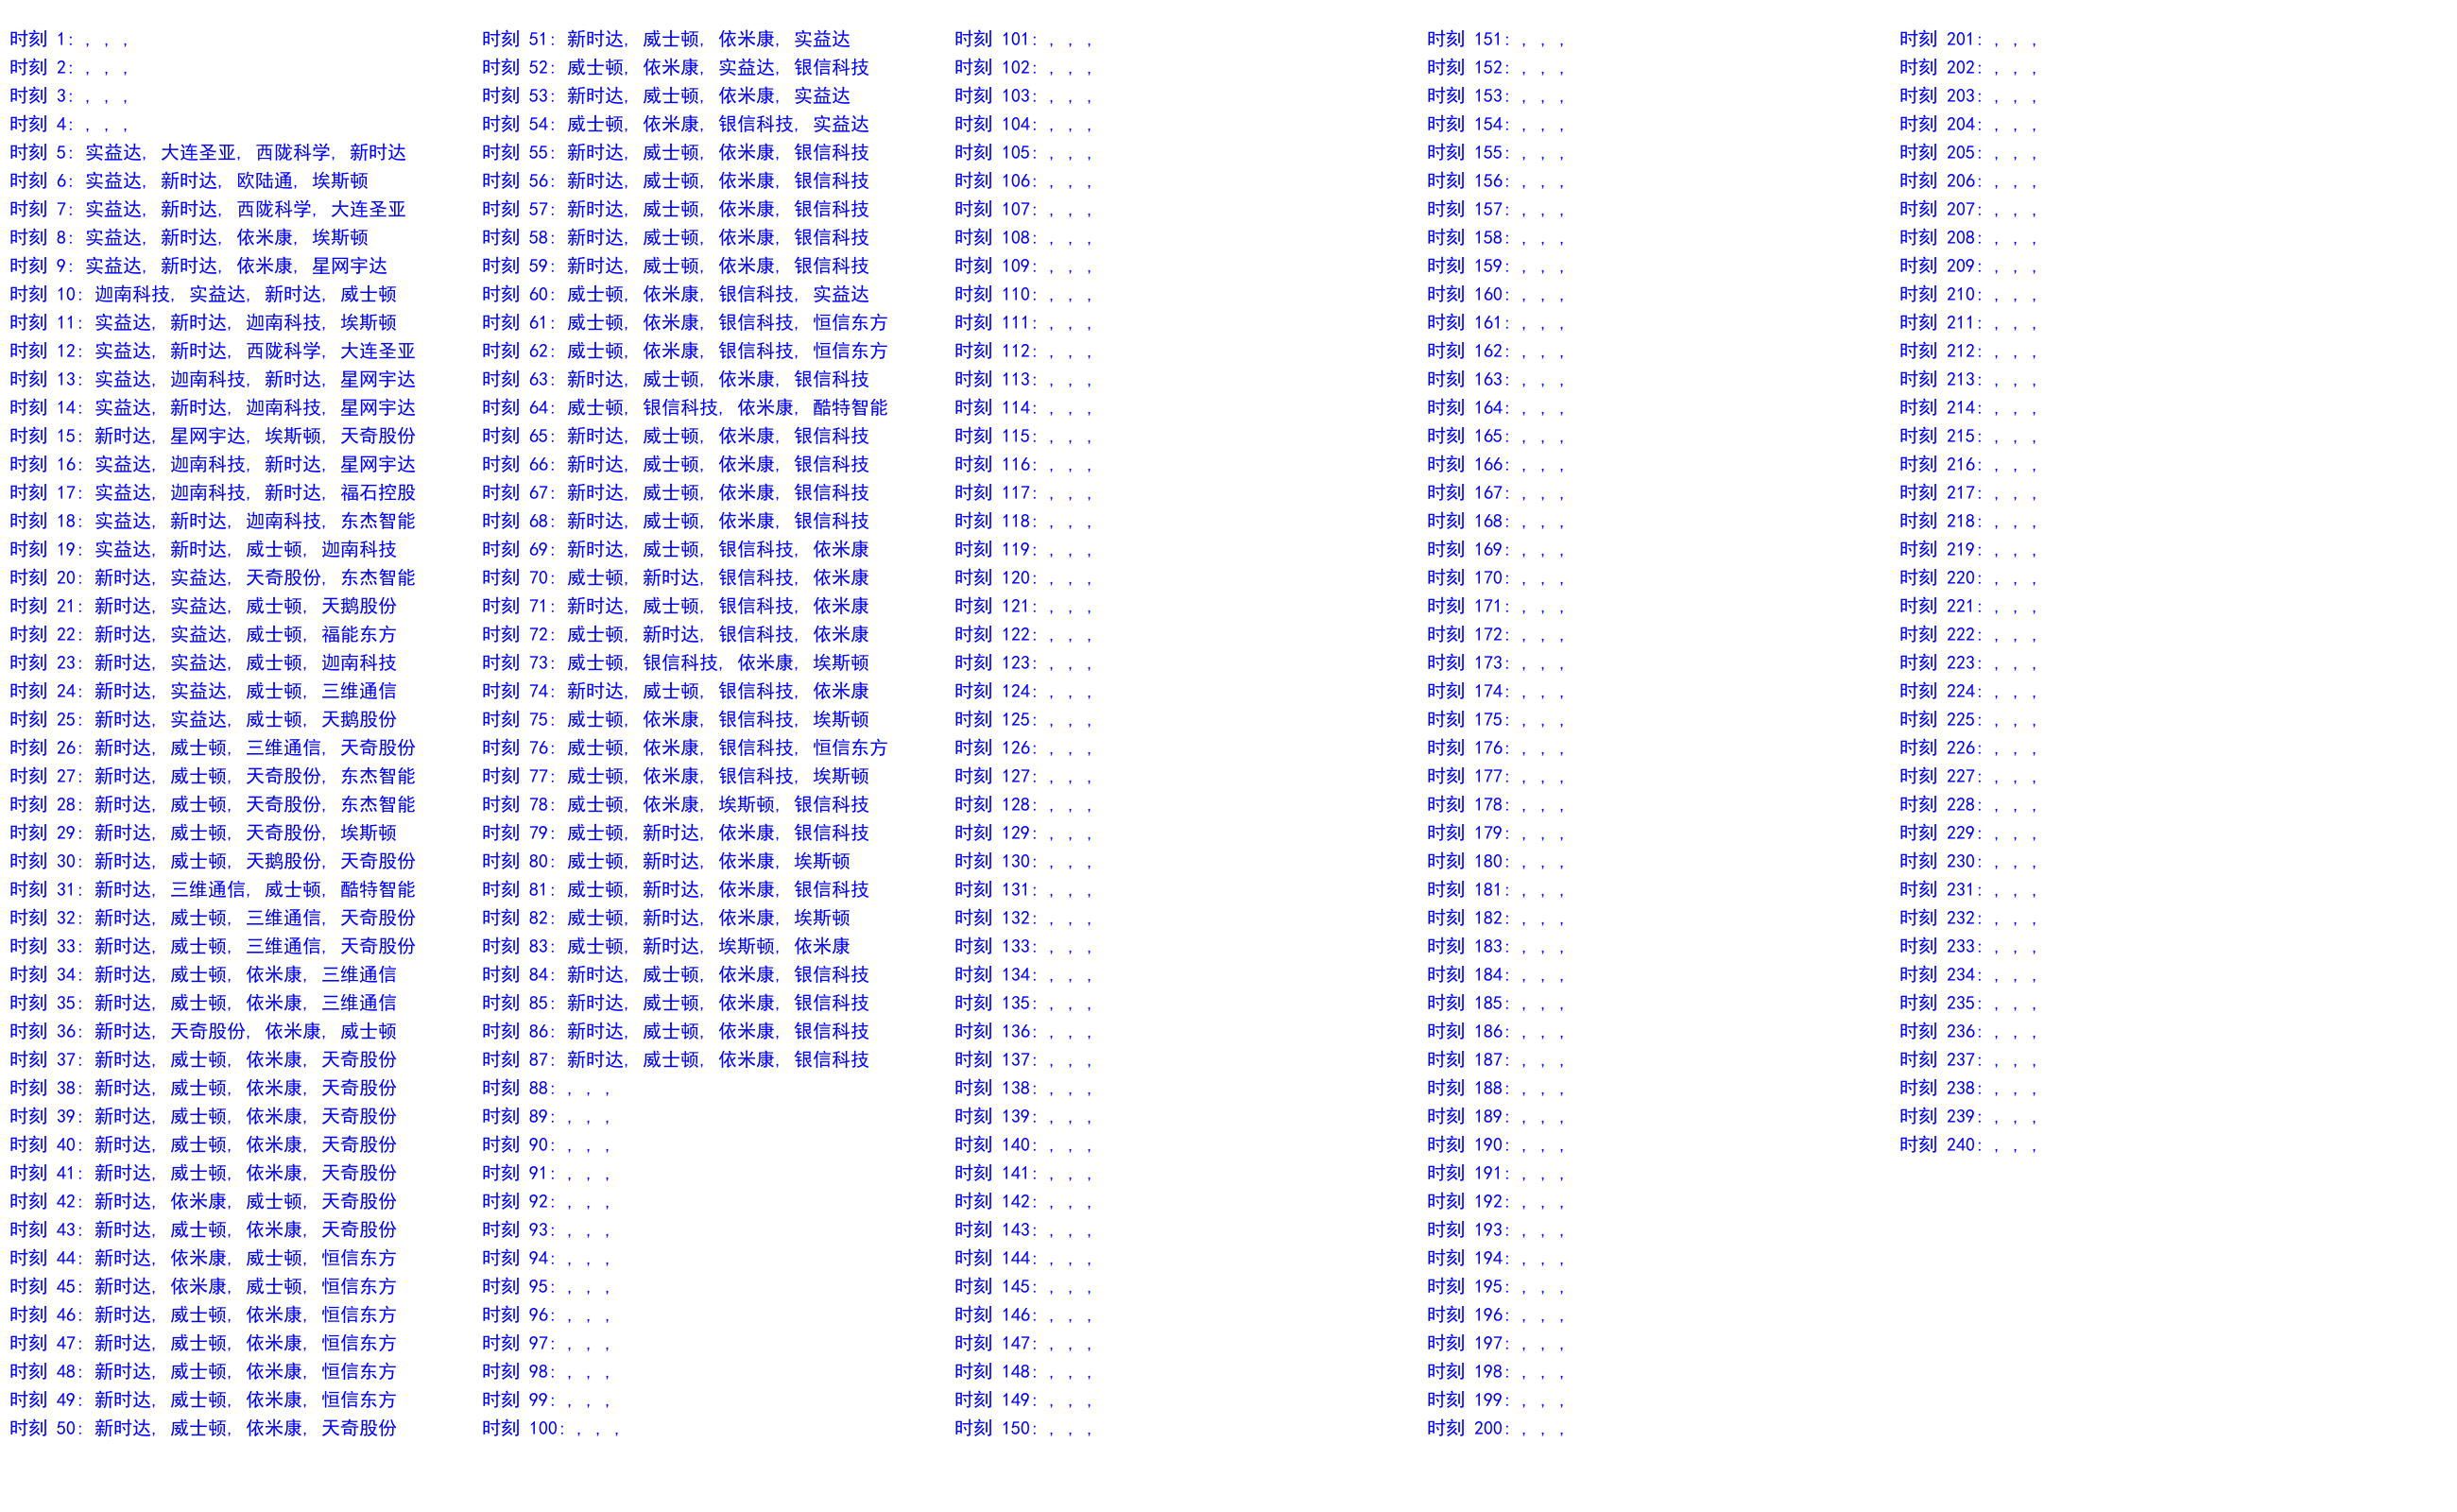 时刻 1: , , ,
时刻 2: , , ,
时刻 3: , , ,
时刻 4: , , ,
时刻 5: 实益达, 大连圣亚, 西陇科学, 新时达
时刻 6: 实益达, 新时达, 欧陆通, 埃斯顿
时刻 7: 实益达, 新时达, 西陇科学, 大连圣亚
时刻 8: 实益达, 新时达, 依米康, 埃斯顿
时刻 9: 实益达, 新时达, 依米康, 星网宇达
时刻 10: 迦南科技, 实益达, 新时达, 威士顿
时刻 11: 实益达, 新时达, 迦南科技, 埃斯顿
时刻 12: 实益达, 新时达, 西陇科学, 大连圣亚
时刻 13: 实益达, 迦南科技, 新时达, 星网宇达
时刻 14: 实益达, 新时达, 迦南科技, 星网宇达
时刻 15: 新时达, 星网宇达, 埃斯顿, 天奇股份
时刻 16: 实益达, 迦南科技, 新时达, 星网宇达
时刻 17: 实益达, 迦南科技, 新时达, 福石控股
时刻 18: 实益达, 新时达, 迦南科技, 东杰智能
时刻 19: 实益达, 新时达, 威士顿, 迦南科技
时刻 20: 新时达, 实益达, 天奇股份, 东杰智能
时刻 21: 新时达, 实益达, 威士顿, 天鹅股份
时刻 22: 新时达, 实益达, 威士顿, 福能东方
时刻 23: 新时达, 实益达, 威士顿, 迦南科技
时刻 24: 新时达, 实益达, 威士顿, 三维通信
时刻 25: 新时达, 实益达, 威士顿, 天鹅股份
时刻 26: 新时达, 威士顿, 三维通信, 天奇股份
时刻 27: 新时达, 威士顿, 天奇股份, 东杰智能
时刻 28: 新时达, 威士顿, 天奇股份, 东杰智能
时刻 29: 新时达, 威士顿, 天奇股份, 埃斯顿
时刻 30: 新时达, 威士顿, 天鹅股份, 天奇股份
时刻 31: 新时达, 三维通信, 威士顿, 酷特智能
时刻 32: 新时达, 威士顿, 三维通信, 天奇股份
时刻 33: 新时达, 威士顿, 三维通信, 天奇股份
时刻 34: 新时达, 威士顿, 依米康, 三维通信
时刻 35: 新时达, 威士顿, 依米康, 三维通信
时刻 36: 新时达, 天奇股份, 依米康, 威士顿
时刻 37: 新时达, 威士顿, 依米康, 天奇股份
时刻 38: 新时达, 威士顿, 依米康, 天奇股份
时刻 39: 新时达, 威士顿, 依米康, 天奇股份
时刻 40: 新时达, 威士顿, 依米康, 天奇股份
时刻 41: 新时达, 威士顿, 依米康, 天奇股份
时刻 42: 新时达, 依米康, 威士顿, 天奇股份
时刻 43: 新时达, 威士顿, 依米康, 天奇股份
时刻 44: 新时达, 依米康, 威士顿, 恒信东方
时刻 45: 新时达, 依米康, 威士顿, 恒信东方
时刻 46: 新时达, 威士顿, 依米康, 恒信东方
时刻 47: 新时达, 威士顿, 依米康, 恒信东方
时刻 48: 新时达, 威士顿, 依米康, 恒信东方
时刻 49: 新时达, 威士顿, 依米康, 恒信东方
时刻 50: 新时达, 威士顿, 依米康, 天奇股份
时刻 51: 新时达, 威士顿, 依米康, 实益达
时刻 52: 威士顿, 依米康, 实益达, 银信科技
时刻 53: 新时达, 威士顿, 依米康, 实益达
时刻 54: 威士顿, 依米康, 银信科技, 实益达
时刻 55: 新时达, 威士顿, 依米康, 银信科技
时刻 56: 新时达, 威士顿, 依米康, 银信科技
时刻 57: 新时达, 威士顿, 依米康, 银信科技
时刻 58: 新时达, 威士顿, 依米康, 银信科技
时刻 59: 新时达, 威士顿, 依米康, 银信科技
时刻 60: 威士顿, 依米康, 银信科技, 实益达
时刻 61: 威士顿, 依米康, 银信科技, 恒信东方
时刻 62: 威士顿, 依米康, 银信科技, 恒信东方
时刻 63: 新时达, 威士顿, 依米康, 银信科技
时刻 64: 威士顿, 银信科技, 依米康, 酷特智能
时刻 65: 新时达, 威士顿, 依米康, 银信科技
时刻 66: 新时达, 威士顿, 依米康, 银信科技
时刻 67: 新时达, 威士顿, 依米康, 银信科技
时刻 68: 新时达, 威士顿, 依米康, 银信科技
时刻 69: 新时达, 威士顿, 银信科技, 依米康
时刻 70: 威士顿, 新时达, 银信科技, 依米康
时刻 71: 新时达, 威士顿, 银信科技, 依米康
时刻 72: 威士顿, 新时达, 银信科技, 依米康
时刻 73: 威士顿, 银信科技, 依米康, 埃斯顿
时刻 74: 新时达, 威士顿, 银信科技, 依米康
时刻 75: 威士顿, 依米康, 银信科技, 埃斯顿
时刻 76: 威士顿, 依米康, 银信科技, 恒信东方
时刻 77: 威士顿, 依米康, 银信科技, 埃斯顿
时刻 78: 威士顿, 依米康, 埃斯顿, 银信科技
时刻 79: 威士顿, 新时达, 依米康, 银信科技
时刻 80: 威士顿, 新时达, 依米康, 埃斯顿
时刻 81: 威士顿, 新时达, 依米康, 银信科技
时刻 82: 威士顿, 新时达, 依米康, 埃斯顿
时刻 83: 威士顿, 新时达, 埃斯顿, 依米康
时刻 84: 新时达, 威士顿, 依米康, 银信科技
时刻 85: 新时达, 威士顿, 依米康, 银信科技
时刻 86: 新时达, 威士顿, 依米康, 银信科技
时刻 87: 新时达, 威士顿, 依米康, 银信科技
时刻 88: , , ,
时刻 89: , , ,
时刻 90: , , ,
时刻 91: , , ,
时刻 92: , , ,
时刻 93: , , ,
时刻 94: , , ,
时刻 95: , , ,
时刻 96: , , ,
时刻 97: , , ,
时刻 98: , , ,
时刻 99: , , ,
时刻 100: , , ,
时刻 101: , , ,
时刻 102: , , ,
时刻 103: , , ,
时刻 104: , , ,
时刻 105: , , ,
时刻 106: , , ,
时刻 107: , , ,
时刻 108: , , ,
时刻 109: , , ,
时刻 110: , , ,
时刻 111: , , ,
时刻 112: , , ,
时刻 113: , , ,
时刻 114: , , ,
时刻 115: , , ,
时刻 116: , , ,
时刻 117: , , ,
时刻 118: , , ,
时刻 119: , , ,
时刻 120: , , ,
时刻 121: , , ,
时刻 122: , , ,
时刻 123: , , ,
时刻 124: , , ,
时刻 125: , , ,
时刻 126: , , ,
时刻 127: , , ,
时刻 128: , , ,
时刻 129: , , ,
时刻 130: , , ,
时刻 131: , , ,
时刻 132: , , ,
时刻 133: , , ,
时刻 134: , , ,
时刻 135: , , ,
时刻 136: , , ,
时刻 137: , , ,
时刻 138: , , ,
时刻 139: , , ,
时刻 140: , , ,
时刻 141: , , ,
时刻 142: , , ,
时刻 143: , , ,
时刻 144: , , ,
时刻 145: , , ,
时刻 146: , , ,
时刻 147: , , ,
时刻 148: , , ,
时刻 149: , , ,
时刻 150: , , ,
时刻 151: , , ,
时刻 152: , , ,
时刻 153: , , ,
时刻 154: , , ,
时刻 155: , , ,
时刻 156: , , ,
时刻 157: , , ,
时刻 158: , , ,
时刻 159: , , ,
时刻 160: , , ,
时刻 161: , , ,
时刻 162: , , ,
时刻 163: , , ,
时刻 164: , , ,
时刻 165: , , ,
时刻 166: , , ,
时刻 167: , , ,
时刻 168: , , ,
时刻 169: , , ,
时刻 170: , , ,
时刻 171: , , ,
时刻 172: , , ,
时刻 173: , , ,
时刻 174: , , ,
时刻 175: , , ,
时刻 176: , , ,
时刻 177: , , ,
时刻 178: , , ,
时刻 179: , , ,
时刻 180: , , ,
时刻 181: , , ,
时刻 182: , , ,
时刻 183: , , ,
时刻 184: , , ,
时刻 185: , , ,
时刻 186: , , ,
时刻 187: , , ,
时刻 188: , , ,
时刻 189: , , ,
时刻 190: , , ,
时刻 191: , , ,
时刻 192: , , ,
时刻 193: , , ,
时刻 194: , , ,
时刻 195: , , ,
时刻 196: , , ,
时刻 197: , , ,
时刻 198: , , ,
时刻 199: , , ,
时刻 200: , , ,
时刻 201: , , ,
时刻 202: , , ,
时刻 203: , , ,
时刻 204: , , ,
时刻 205: , , ,
时刻 206: , , ,
时刻 207: , , ,
时刻 208: , , ,
时刻 209: , , ,
时刻 210: , , ,
时刻 211: , , ,
时刻 212: , , ,
时刻 213: , , ,
时刻 214: , , ,
时刻 215: , , ,
时刻 216: , , ,
时刻 217: , , ,
时刻 218: , , ,
时刻 219: , , ,
时刻 220: , , ,
时刻 221: , , ,
时刻 222: , , ,
时刻 223: , , ,
时刻 224: , , ,
时刻 225: , , ,
时刻 226: , , ,
时刻 227: , , ,
时刻 228: , , ,
时刻 229: , , ,
时刻 230: , , ,
时刻 231: , , ,
时刻 232: , , ,
时刻 233: , , ,
时刻 234: , , ,
时刻 235: , , ,
时刻 236: , , ,
时刻 237: , , ,
时刻 238: , , ,
时刻 239: , , ,
时刻 240: , , ,